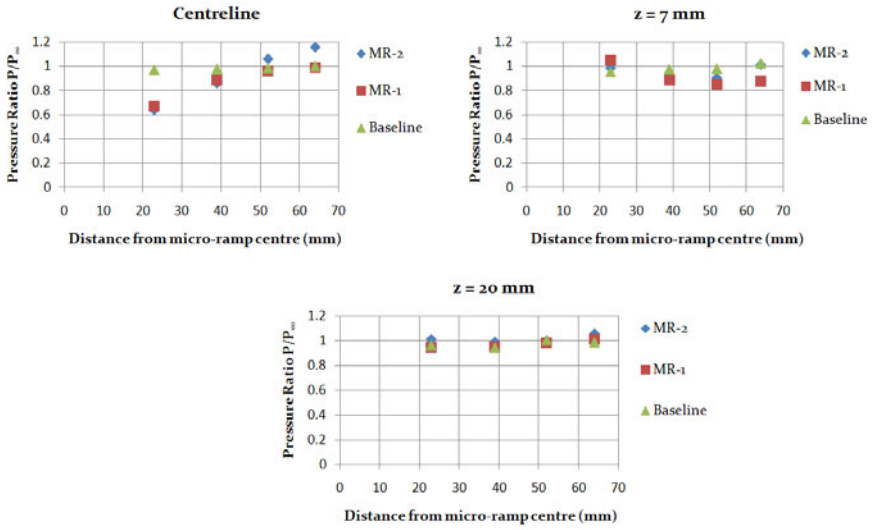 Centreline
Pressure Ratio P/P∞
1.2
1
0.8
0.6
0.4
0.2
0
0 10 20 30 40 50 60 70
Distance from micro-ramp centre (mm)
MR-2
MR-1
Baseline
z = 7 mm
Pressure Ratio P/P∞
1.2
1
0.8
0.6
0.4
0.2
0
0 10 20 30 40 50 60 70
Distance from micro-ramp centre (mm)
MR-2
MR-1
Baseline
z = 20 mm
Pressure Ratio P/P∞
1.2
1
0.8
0.6
0.4
0.2
0
0 10 20 30 40 50 60 70
Distance from micro-ramp centre (mm)
MR-2
MR-1
Baseline